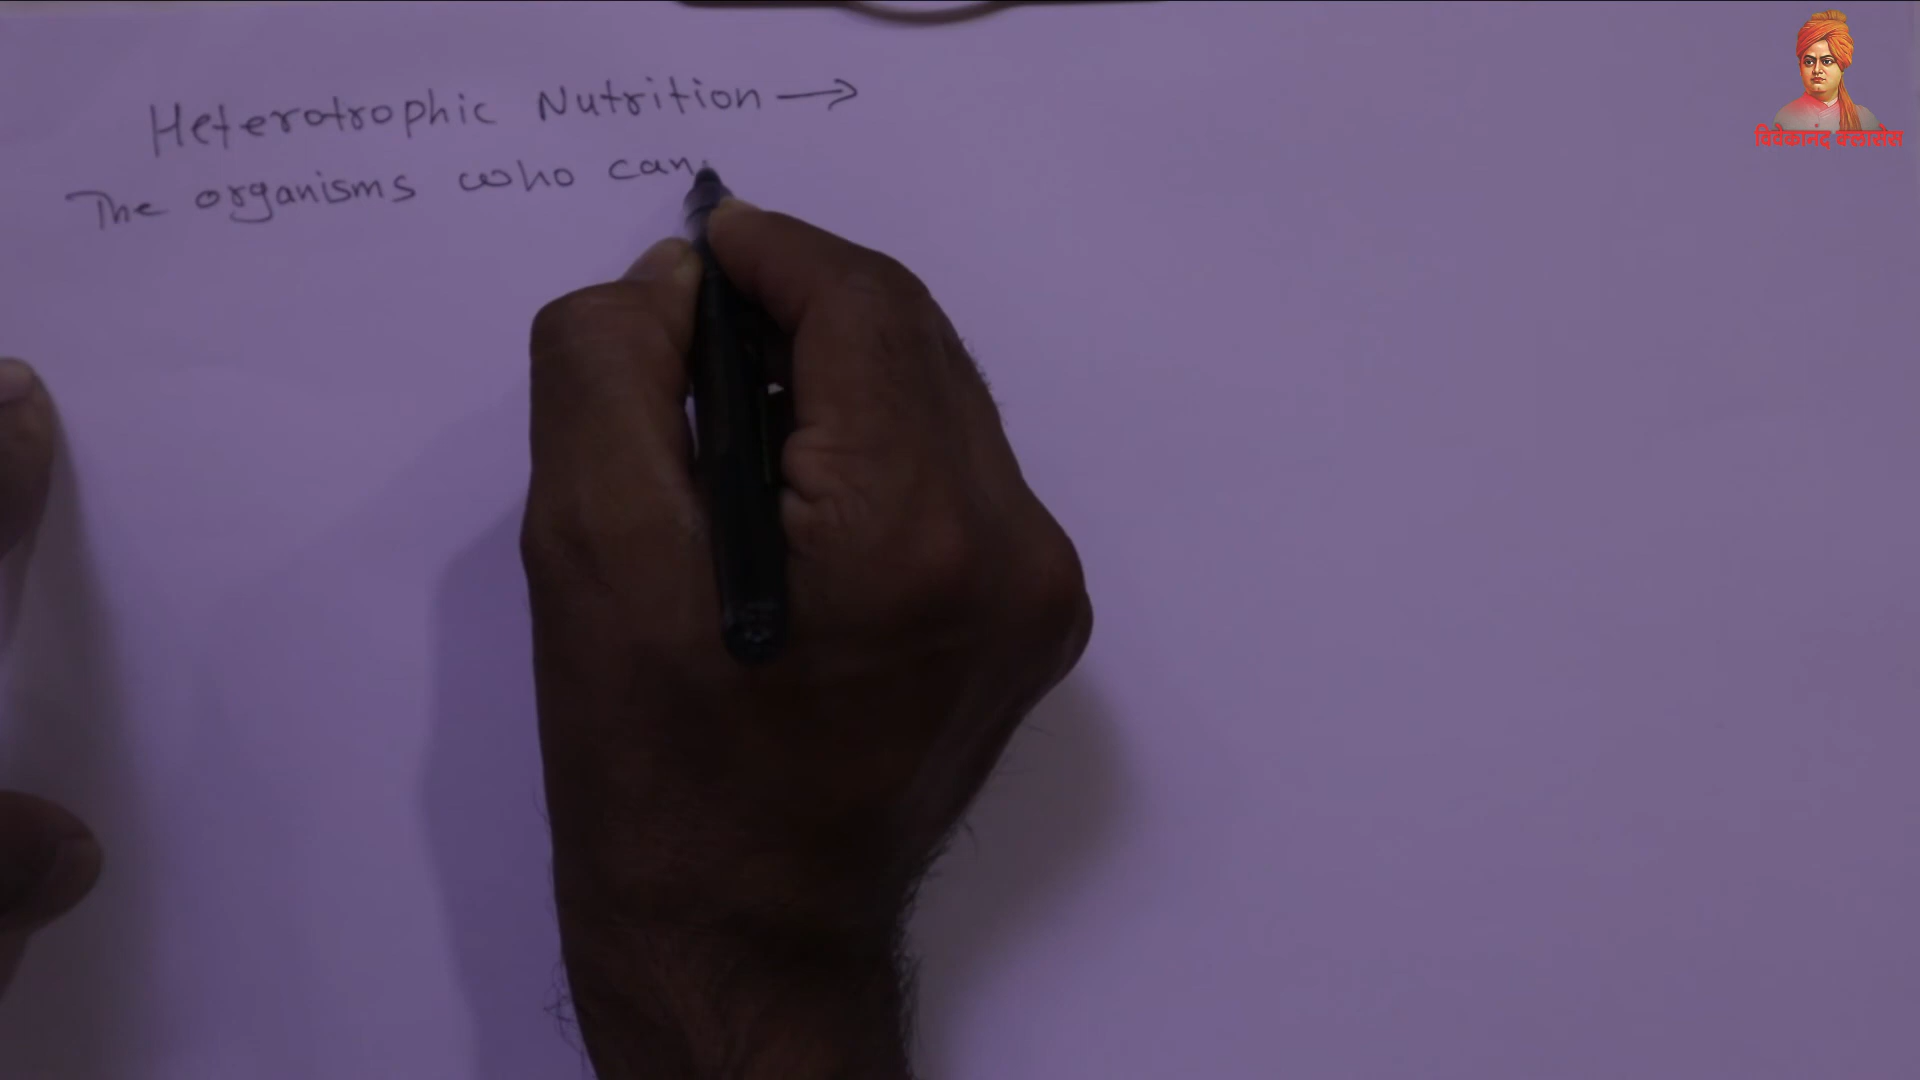 Heterotrophic Nutrition →
The organisms who can
विवेकानंद क्लासेस